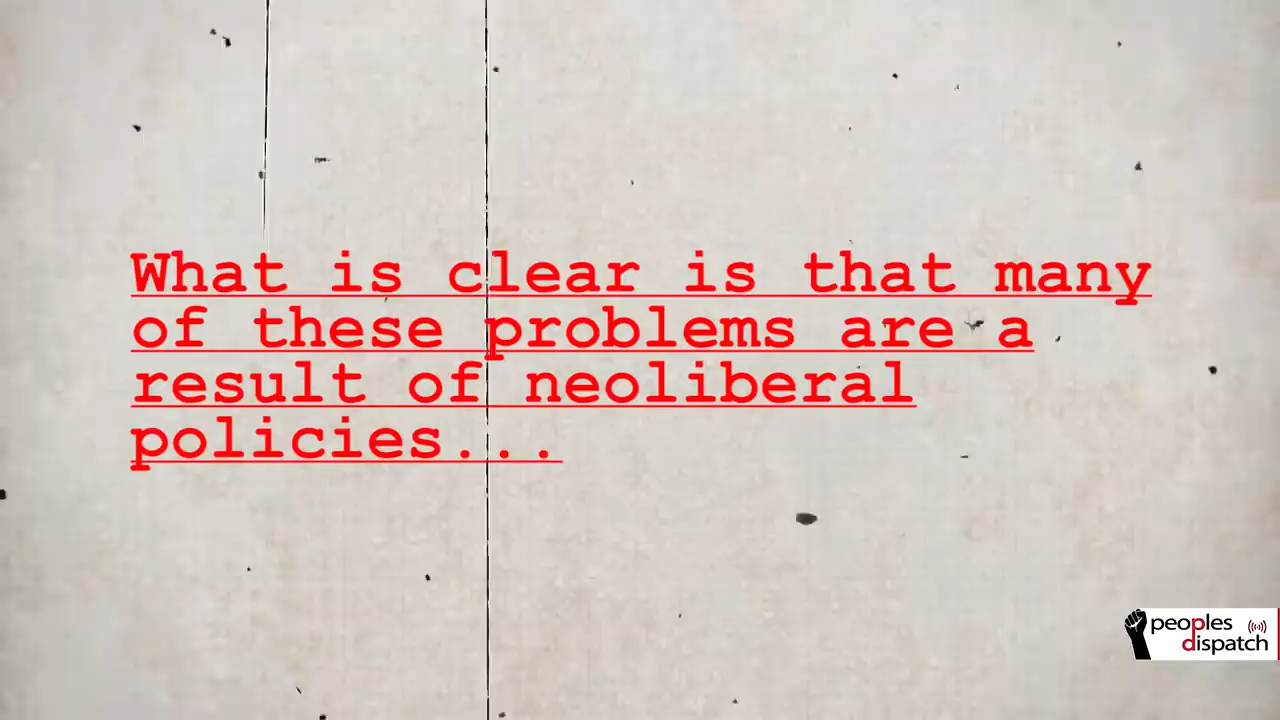 What is clear is that many
of these problems are a
result of neoliberal
policies...
peoples
dispatch